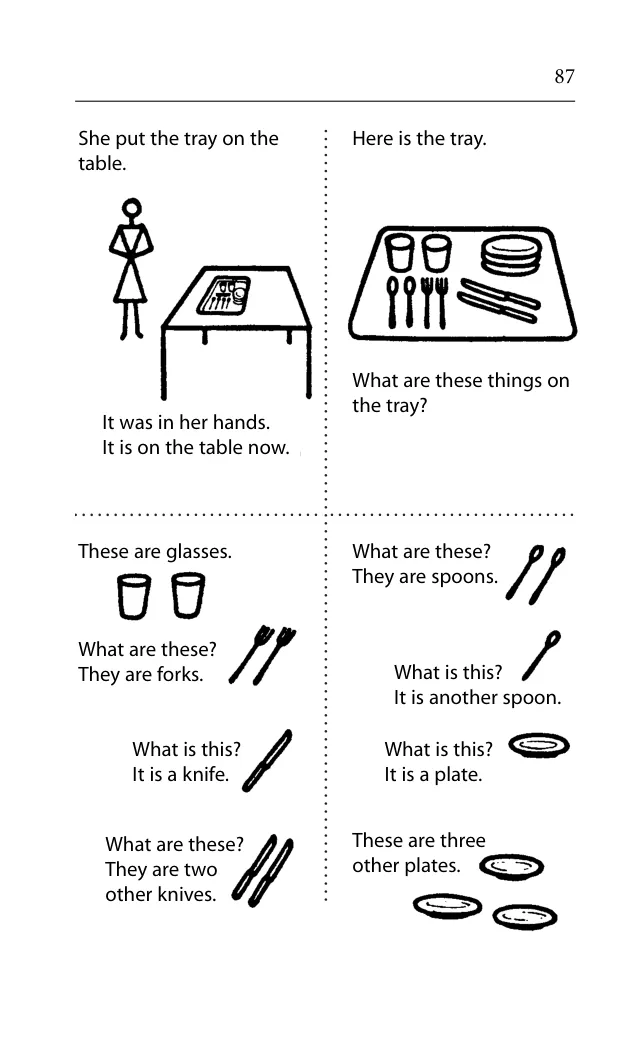 87
She put the tray on the
table.
It was in her hands.
It is on the table now.
Here is the tray.
What are these things on
the tray?
These are glasses.
What are these?
They are forks.
What is this?
It is a knife.
What are these?
They are two
other knives.
What are these?
They are spoons.
What is this?
It is another spoon.
What is this?
It is a plate.
These are three
other plates.